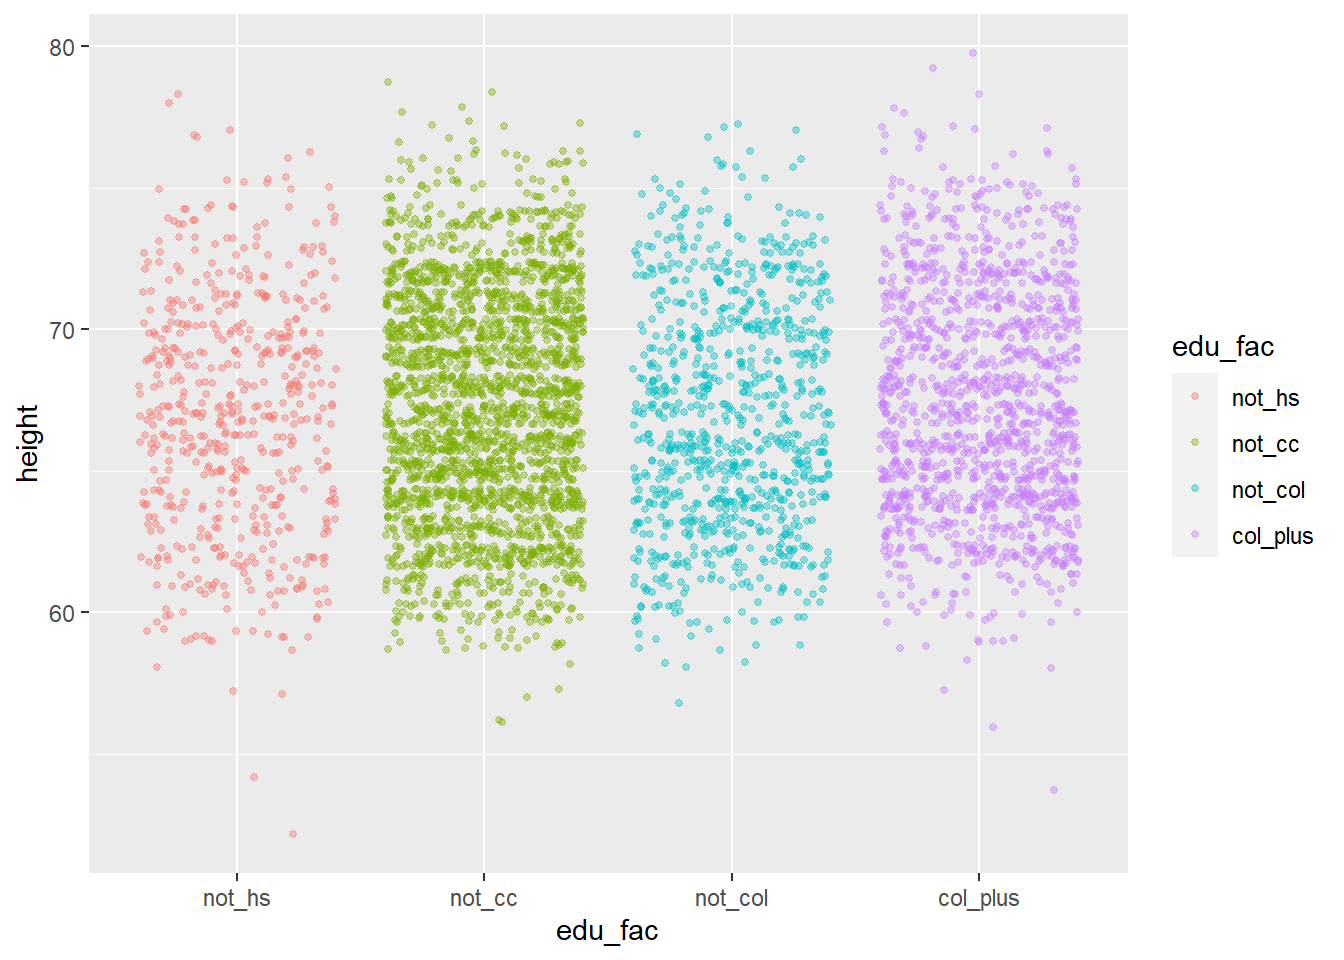 80
70
60
height
not_hs
not_cc
not_col
col_plus
edu_fac
edu_fac
not_hs
not_cc
not_col
col_plus